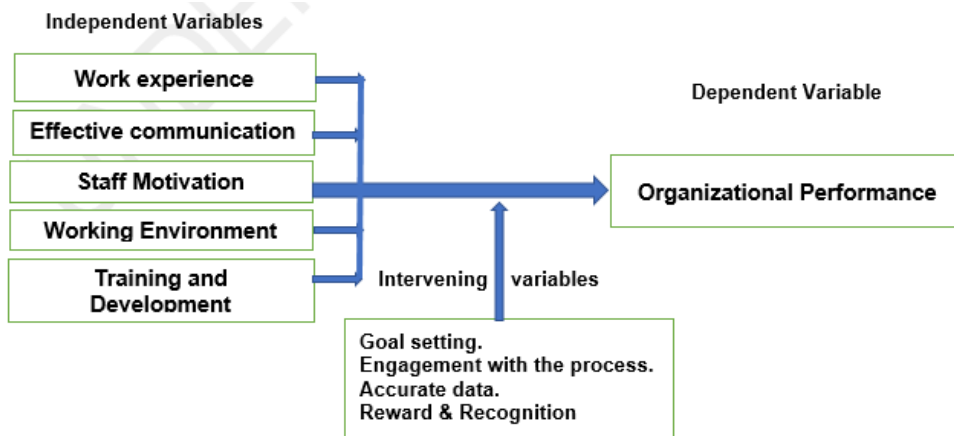 Independent Variables
Work experience
Effective communication
Staff Motivation
Working Environment
Training and
Development
Dependent Variable
Organizational Performance
Intervening variables
Goal setting.
Engagement with the process.
Accurate data.
Reward & Recognition